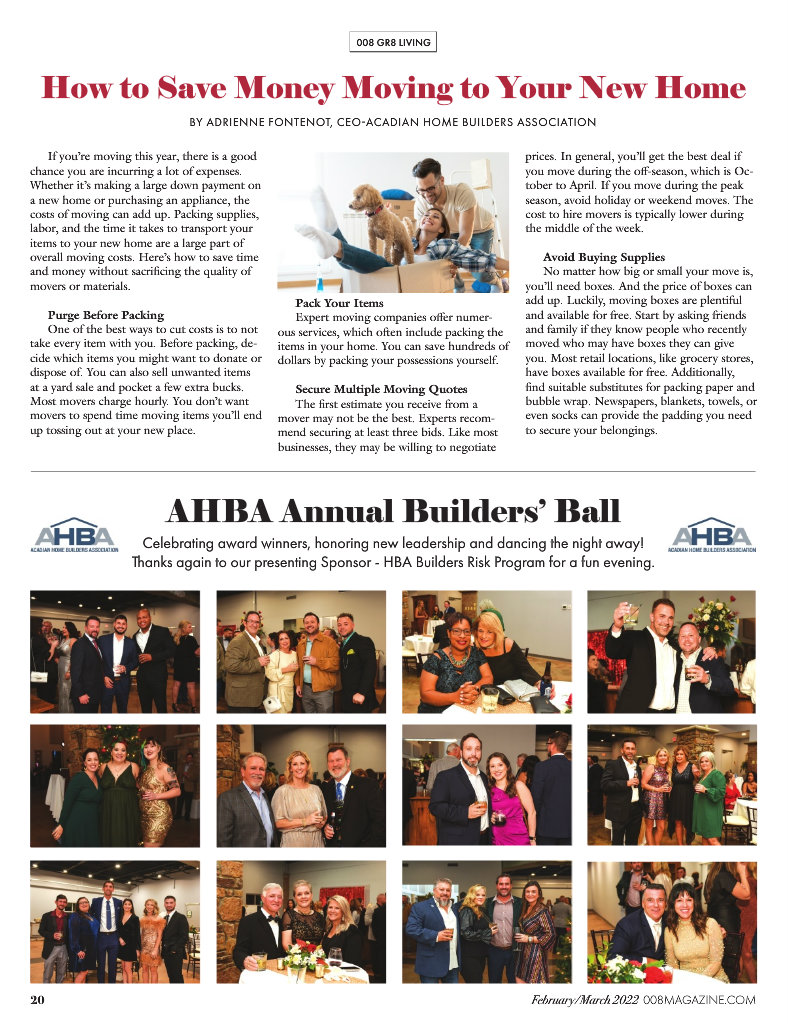 008 GR8 LIVING
How to Save Money Moving to Your New Home
BY ADRIENNE FONTENOT, CEO-ACADIAN HOME BUILDERS ASSOCIATION
If you’re moving this year, there is a good
chance you are incurring a lot of expenses.
Whether it’s making a large down payment on
a new home or purchasing an appliance, the
costs of moving can add up. Packing supplies,
labor, and the time it takes to transport your
items to your new home are a large part of
overall moving costs. Here’s how to save time
and money without sacrificing the quality of
movers or materials.
Purge Before Packing
One of the best ways to cut costs is to not
take every item with you. Before packing, de-
cide which items you might want to donate or
dispose of. You can also sell unwanted items
at a yard sale and pocket a few extra bucks.
Most movers charge hourly. You don’t want
movers to spend time moving items you’ll end
up tossing out at your new place.
Pack Your Items
Expert moving companies offer numer-
ous services, which often include packing the
items in your home. You can save hundreds of
dollars by packing your possessions yourself.
Secure Multiple Moving Quotes
The first estimate you receive from a
mover may not be the best. Experts recom-
mend securing at least three bids. Like most
businesses, they may be willing to negotiate
prices. In general, you’ll get the best deal if
you move during the off-season, which is Oc-
tober to April. If you move during the peak
season, avoid holiday or weekend moves. The
cost to hire movers is typically lower during
the middle of the week.
Avoid Buying Supplies
No matter how big or small your move is,
you’ll need boxes. And the price of boxes can
add up. Luckily, moving boxes are plentiful
and available for free. Start by asking friends
and family if they know people who recently
moved who may have boxes they can give
you. Most retail locations, like grocery stores,
have boxes available for free. Additionally,
find suitable substitutes for packing paper and
bubble wrap. Newspapers, blankets, towels, or
even socks can provide the padding you need
to secure your belongings.
AHBA Annual Builders’ Ball
AHBA
ACADIAN HOME BUILDERS ASSOCIATION
Celebrating award winners, honoring new leadership and dancing the night away!
Thanks again to our presenting Sponsor - HBA Builders Risk Program for a fun evening.
AHBA
ACADIAN HOME BUILDERS ASSOCIATION
20
February/March 2022 008MAGAZINE.COM